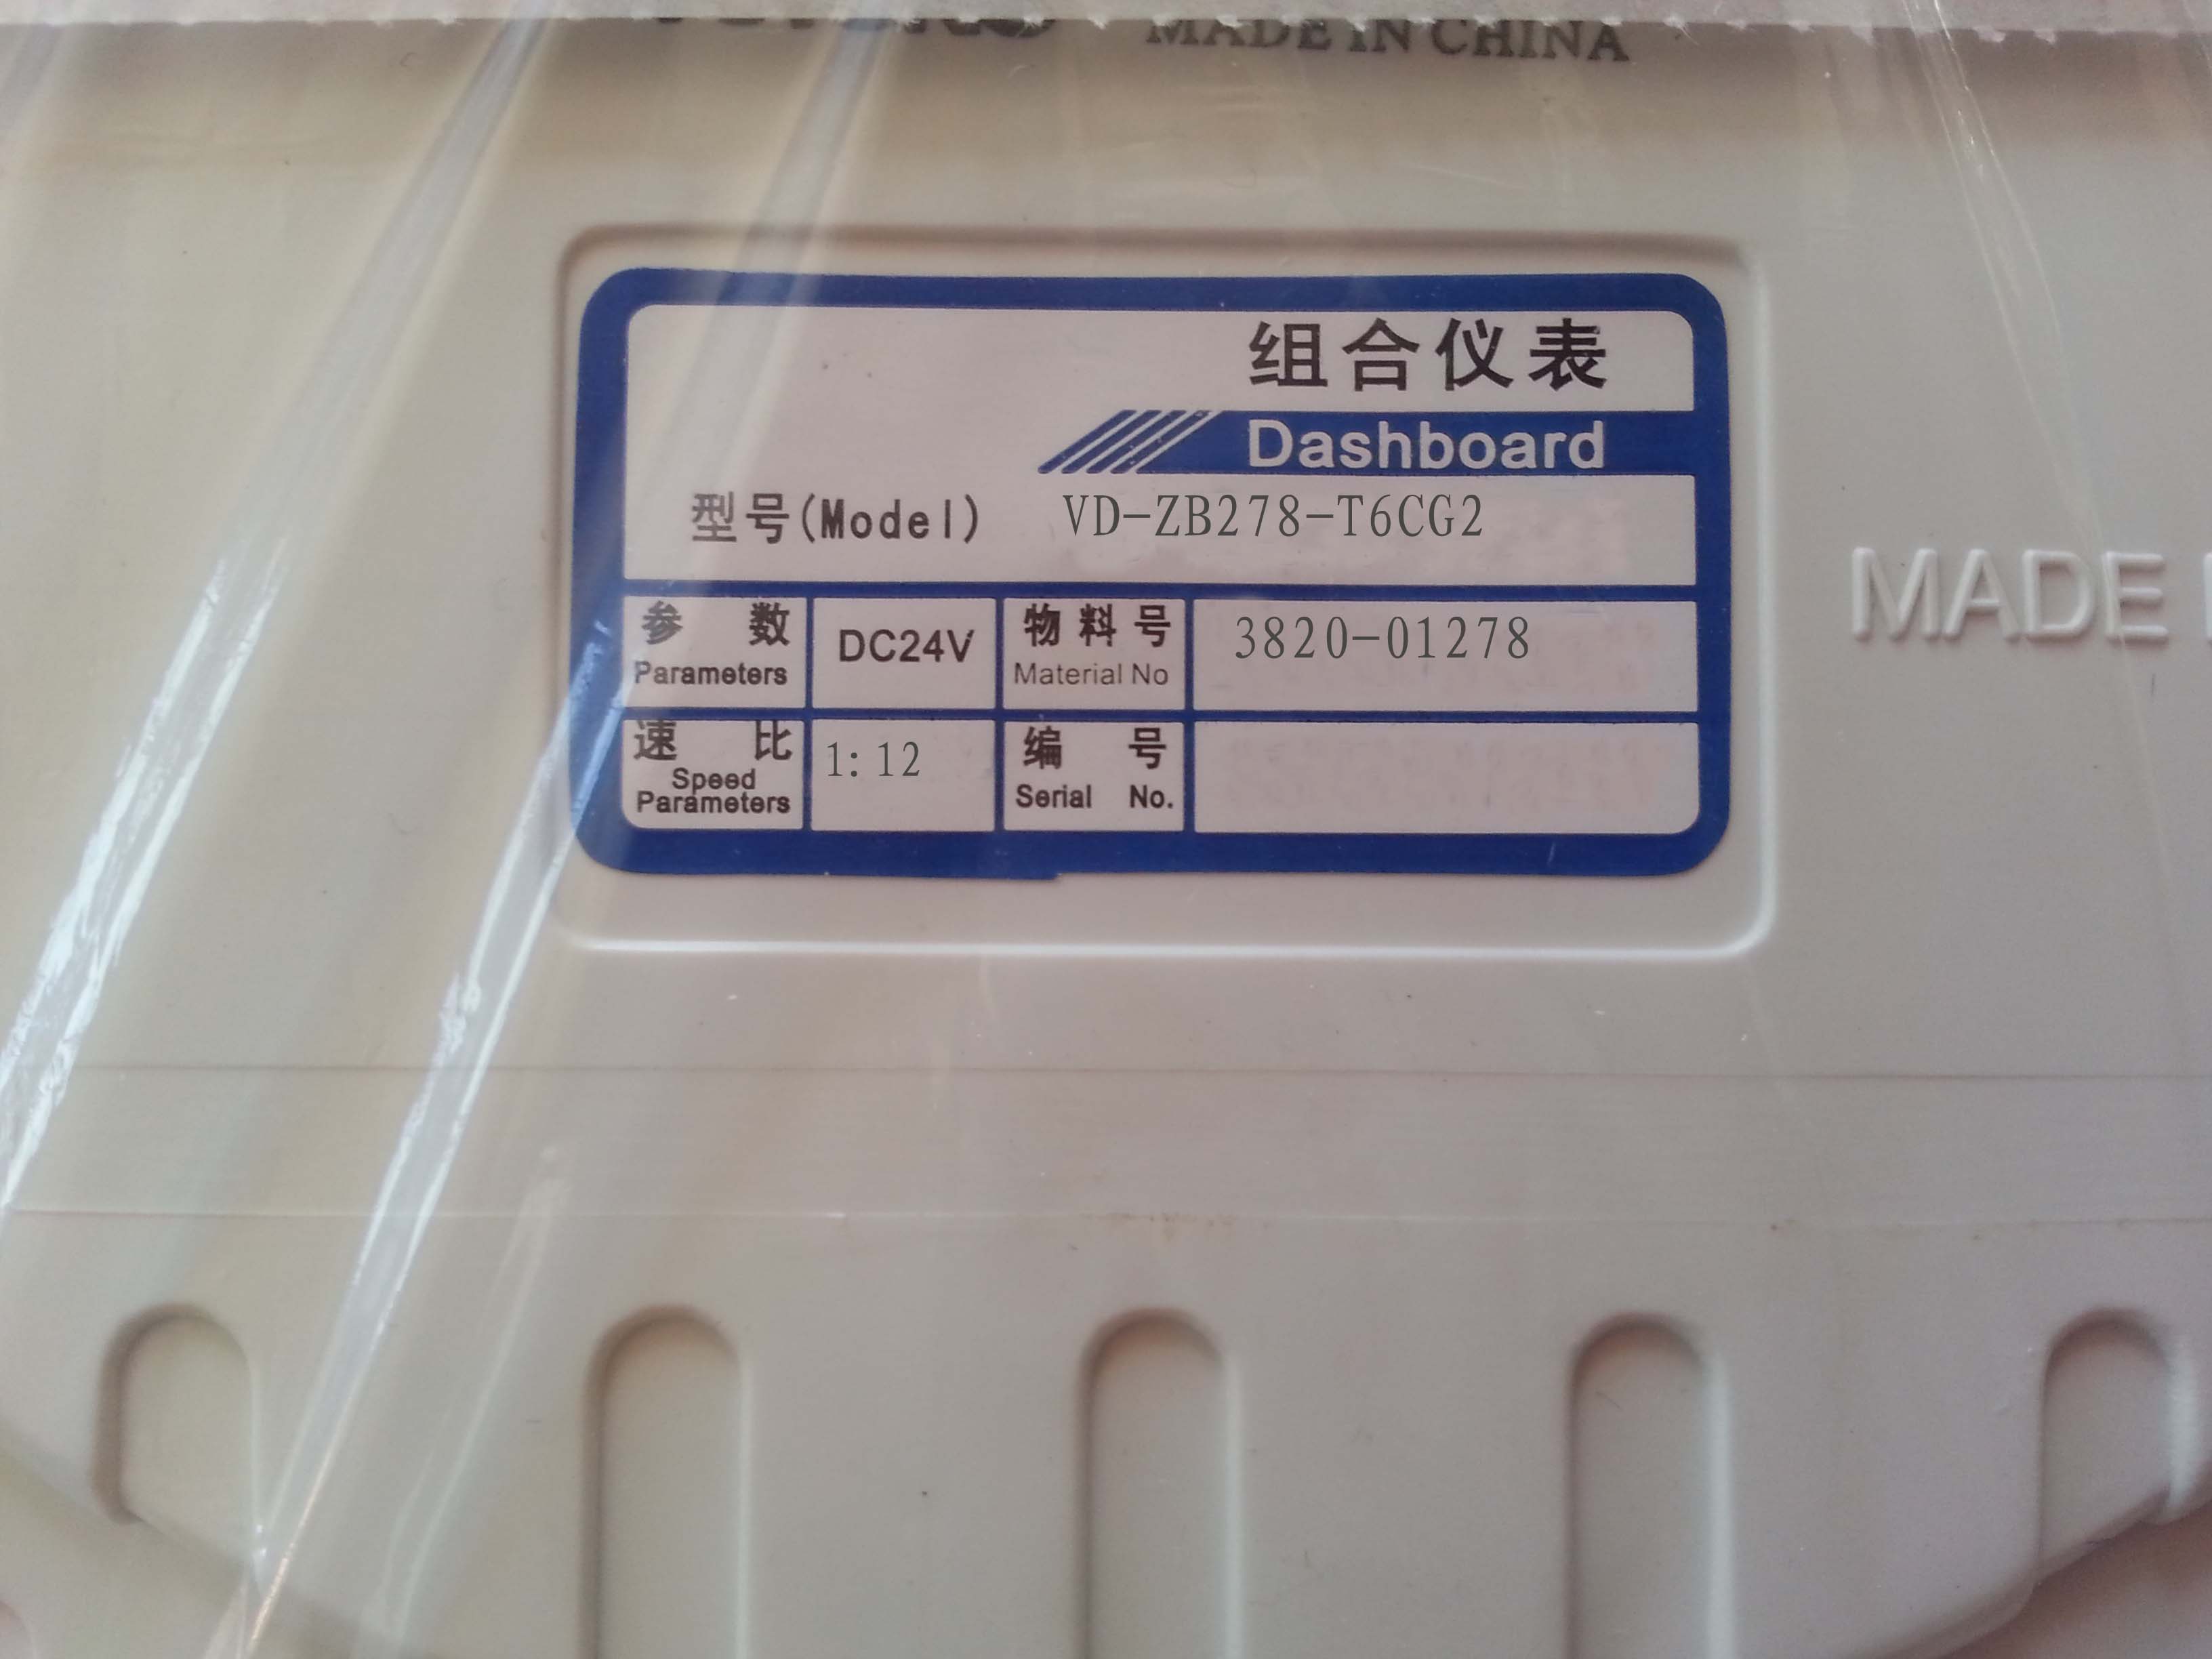 MADE IN CHINA
组合仪表
Dashboard
型号(Model) VD-ZB278-T6CG2
参 数 DC24V 物料号 3820-01278
Parameters Material No
速 比 1:12 编 号
Speed Parameters Serial No.
MADE